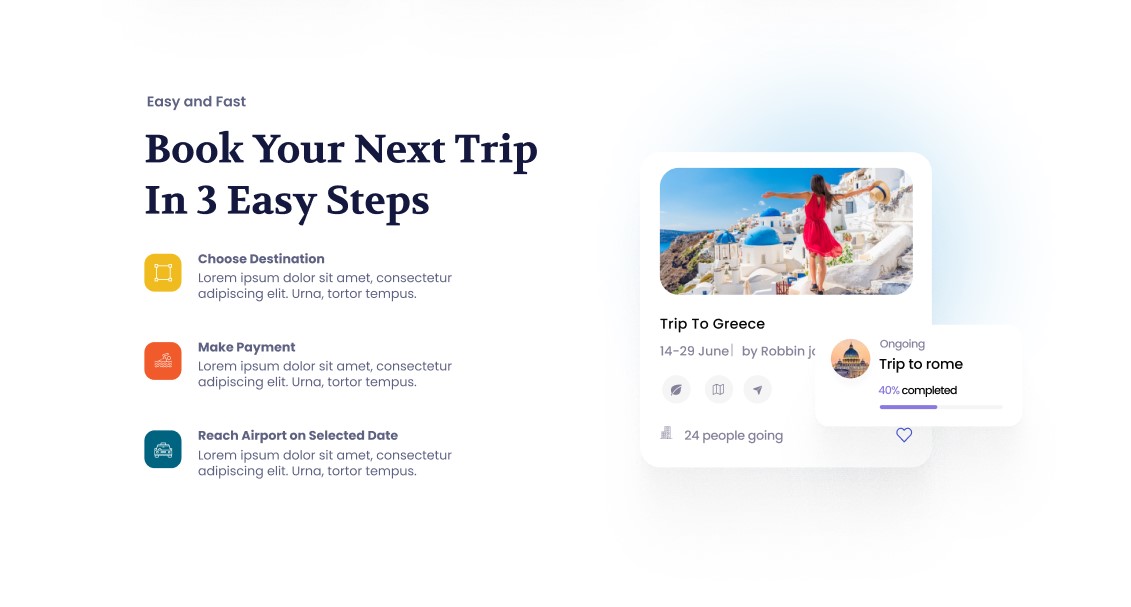 Easy and Fast
Book Your Next Trip
In 3 Easy Steps
Choose Destination
Lorem ipsum dolor sit amet, consectetur
adipiscing elit. Urna, tortor tempus.
Make Payment
Lorem ipsum dolor sit amet, consectetur
adipiscing elit. Urna, tortor tempus.
Reach Airport on Selected Date
Lorem ipsum dolor sit amet, consectetur
adipiscing elit. Urna, tortor tempus.
Trip To Greece
14-29 June| by Robbin
24 people going
Ongoing
Trip to rome
40% completed